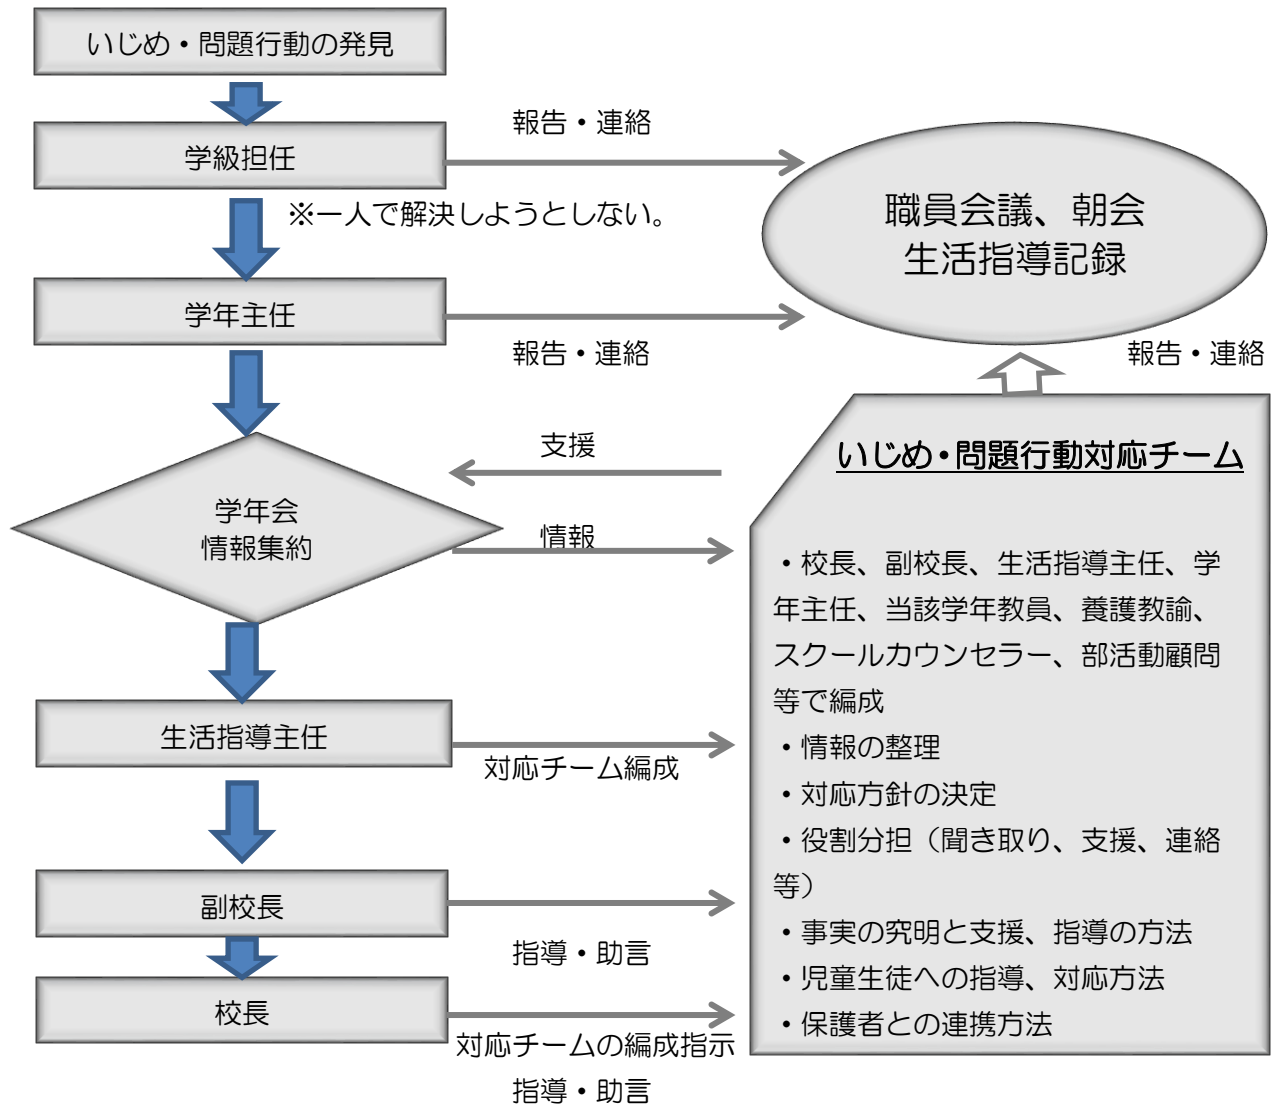 いじめ・問題行動の発見
学級担任
報告・連絡
※一人で解決しようとしない。
職員会議、朝会
生活指導記録
学年主任
報告・連絡
報告・連絡
学年会
情報集約
支援
情報
いじめ・問題行動対応チーム
・校長、副校長、生活指導主任、学
年主任、当該学年教員、養護教諭、
スクールカウンセラー、部活動顧問
等で編成
・情報の整理
・対応方針の決定
・役割分担（聞き取り、支援、連絡
等）
・事実の究明と支援、指導の方法
・児童生徒への指導、対応方法
・保護者との連携方法
生活指導主任
対応チーム編成
副校長
指導・助言
校長
対応チームの編成指示
指導・助言